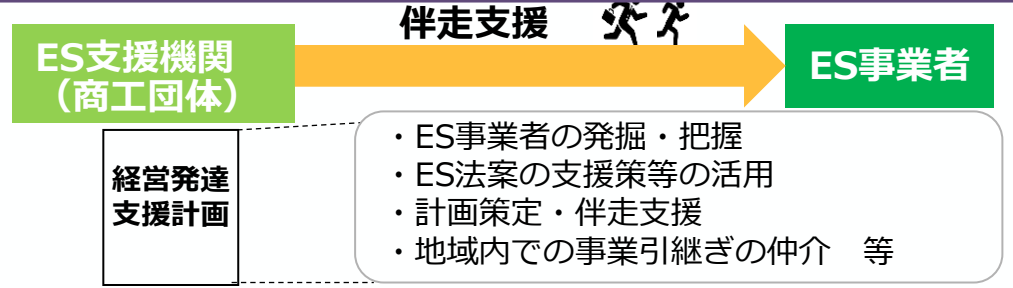 伴走支援
ES支援機関
（商工団体）
ES事業者
経営発達
支援計画
・ES事業者の発掘・把握
・ES法案の支援策等の活用
・計画策定・伴走支援
・地域内での事業引継ぎの仲介　等